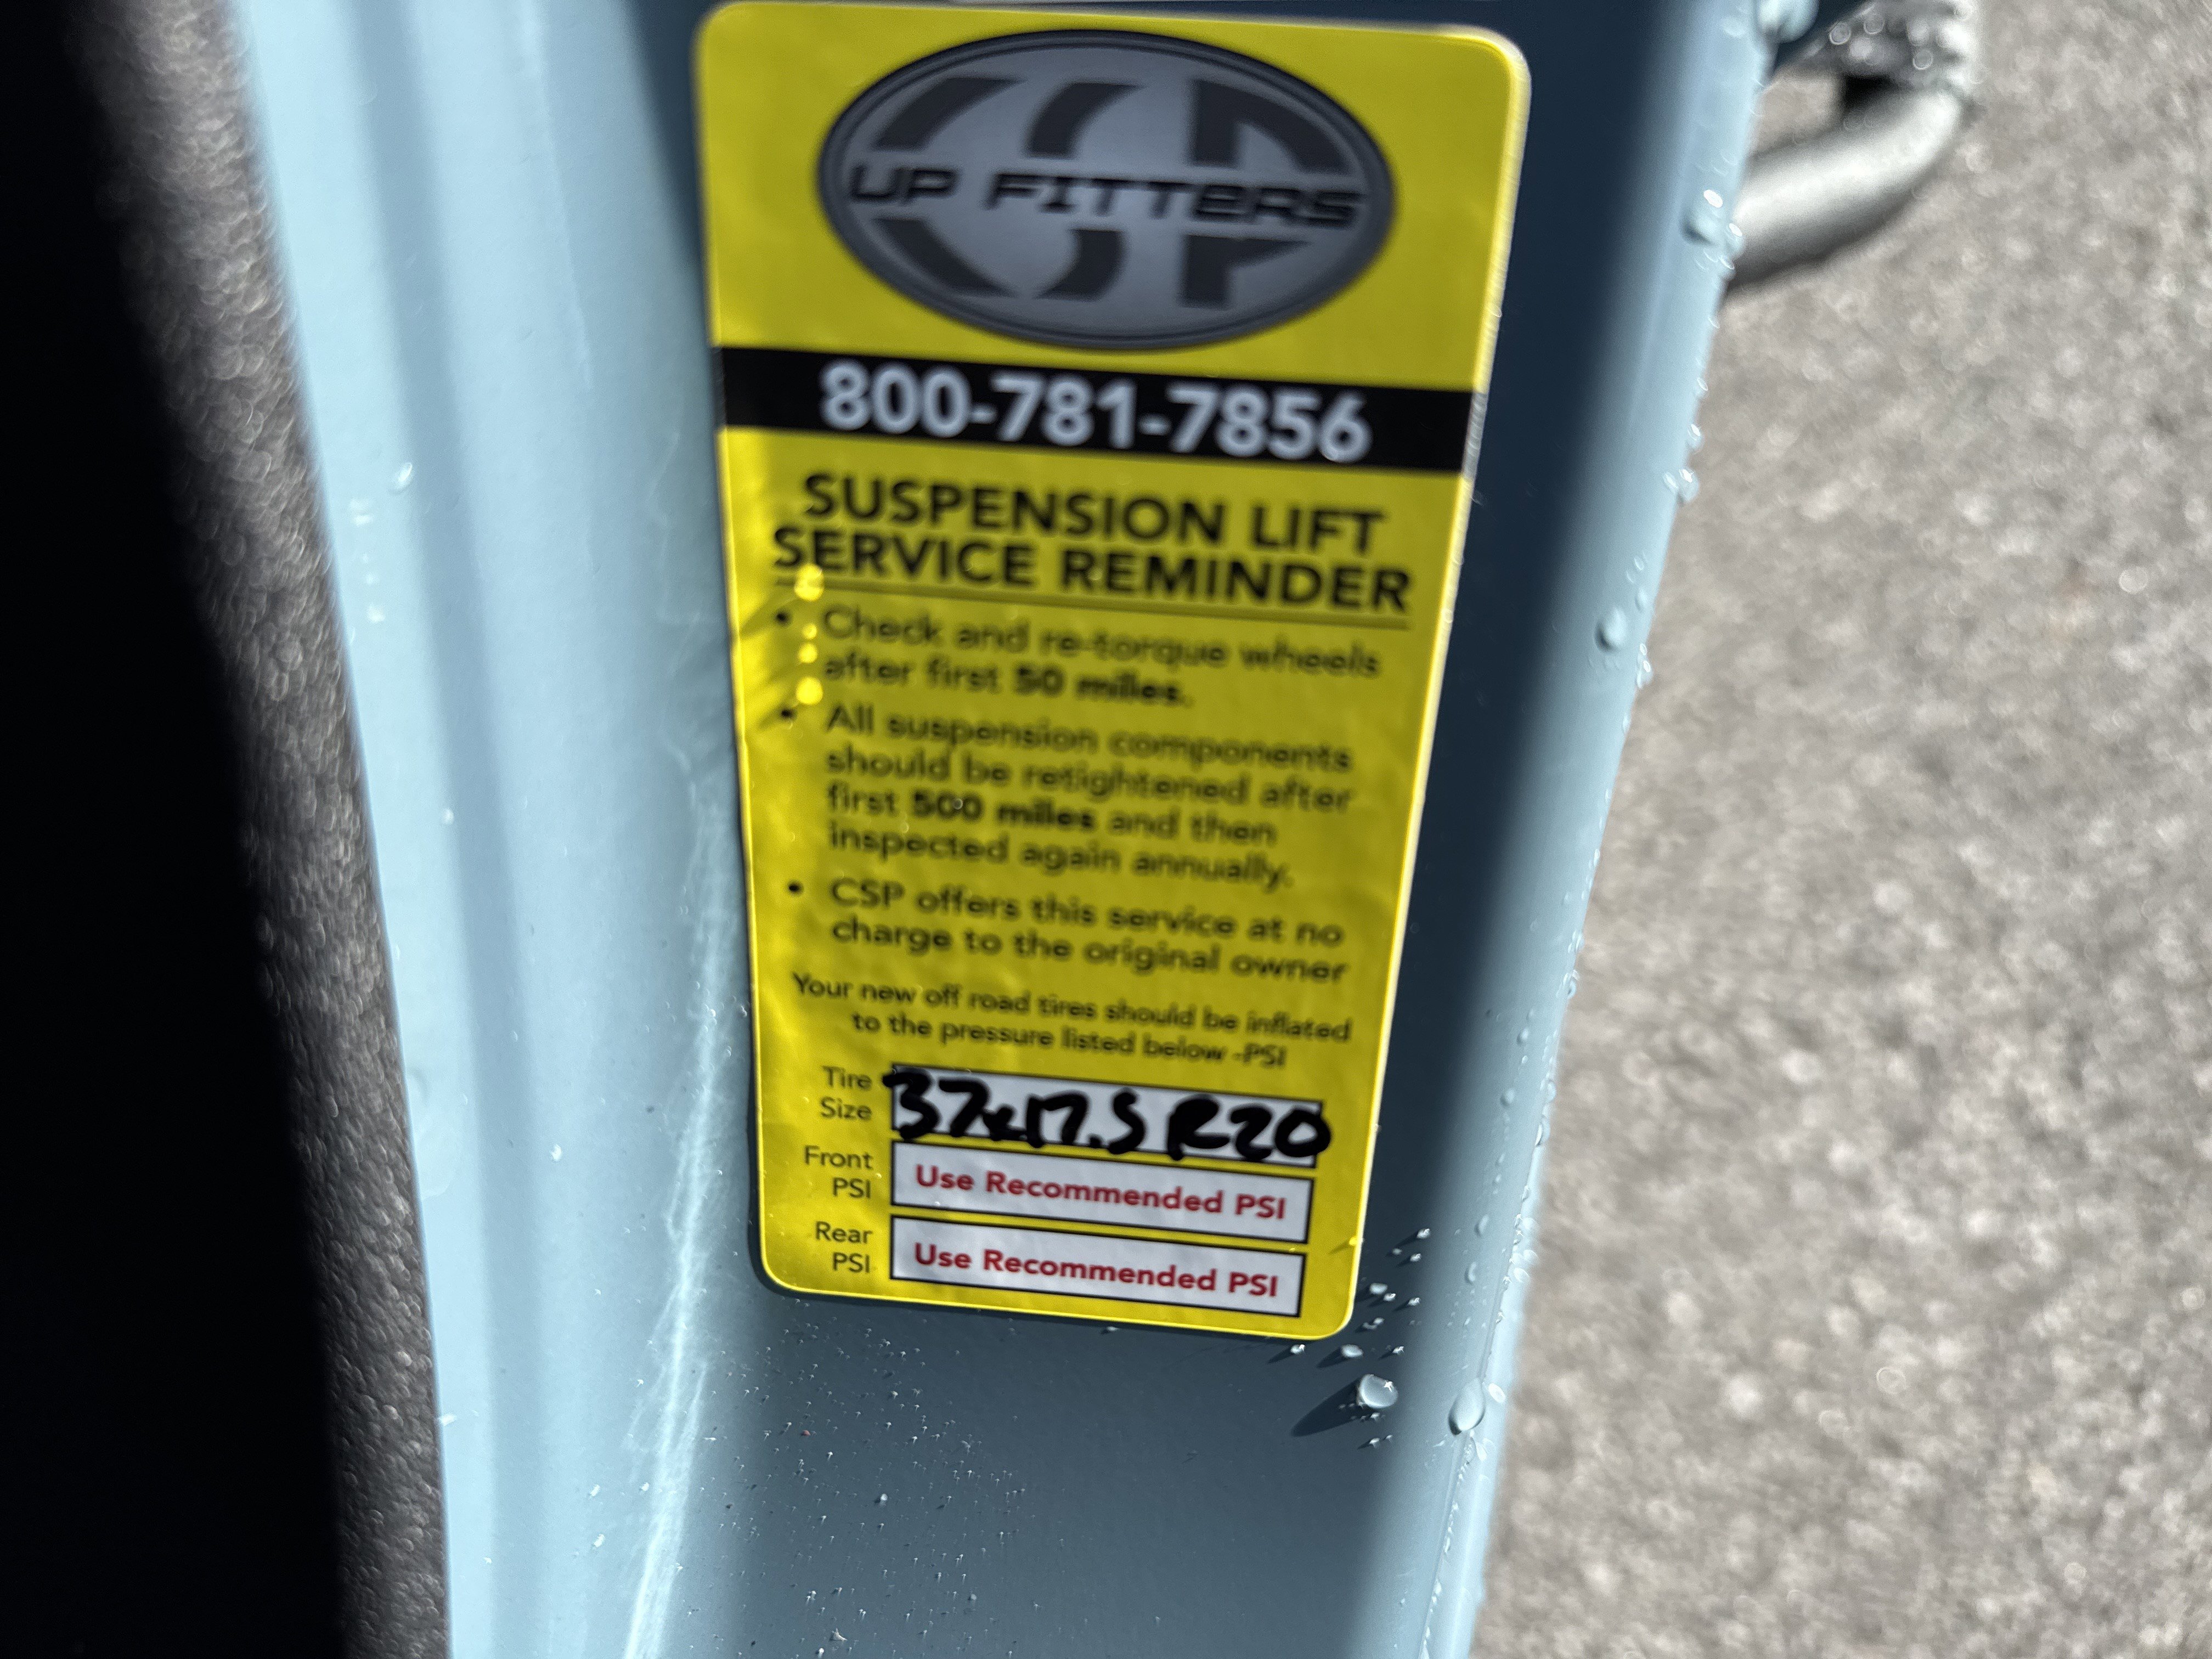 UP FITTERS
800-781-7856
SUSPENSION LIFT
SERVICE REMINDER
• Check and re-torque wheels
after first 50 miles.
• All suspension components
should be retightened after
first 500 miles and then
inspected again annually.
• CSP offers this service at no
charge to the original owner
Your new off road tires should be inflated
to the pressure listed below -PSI
Tire
Size
37x17.5 R20
Front
PSI
Use Recommended PSI
Rear
PSI
Use Recommended PSI